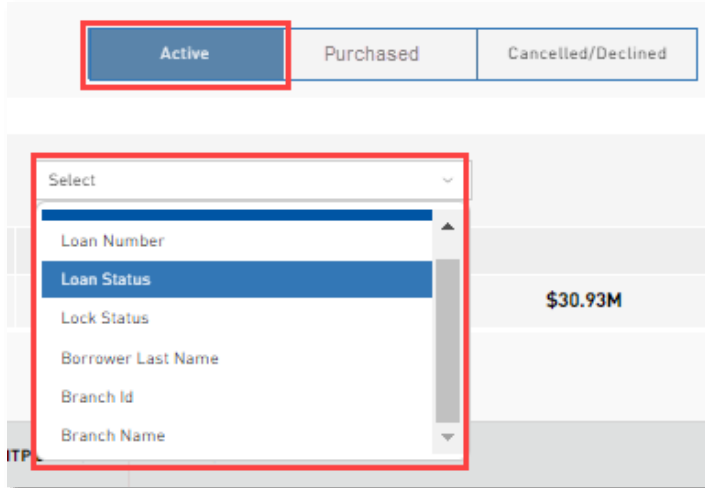 Active
Purchased
Cancelled/Declined
Select
Loan Number
Loan Status
$30.93M
Lock Status
Borrower Last Name
Branch Id
Branch Name